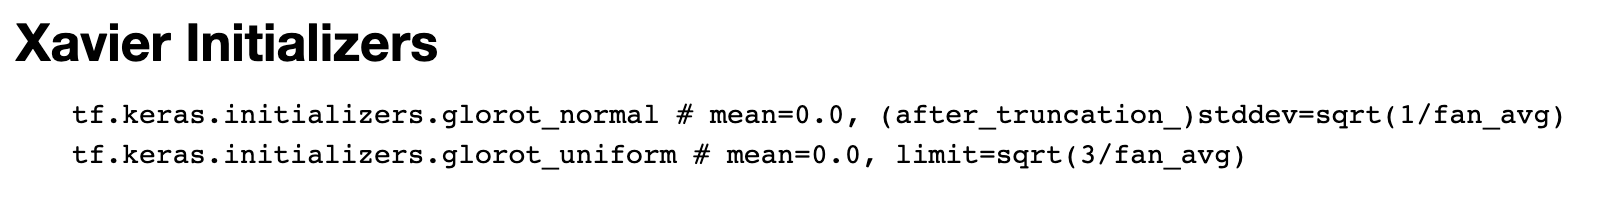 Xavier Initializers
tf.keras.initializers.glorot_normal # mean=0.0, (after_truncation_)stddev=sqrt(1/fan_avg)
tf.keras.initializers.glorot_uniform # mean=0.0, limit=sqrt(3/fan_avg)